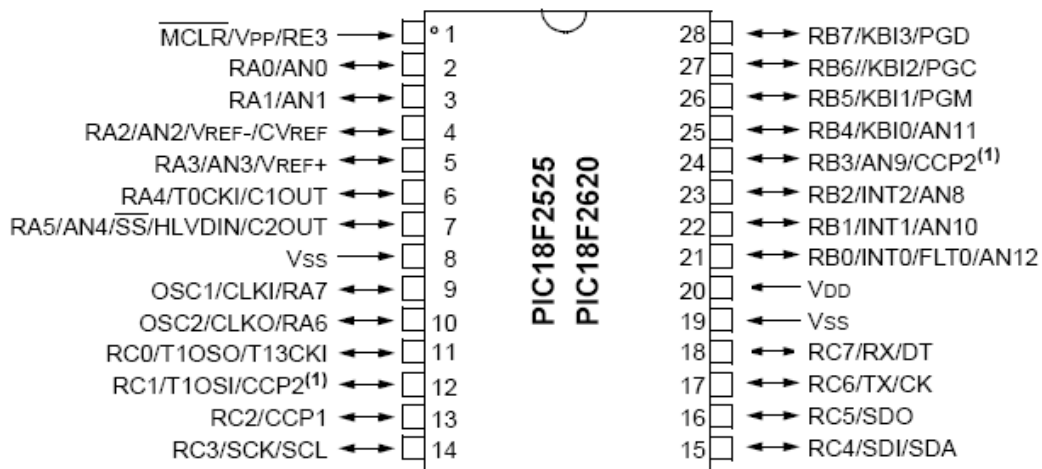 MCLR/VPP/RE3 1 28 RB7/KBI3/PGD
RA0/AN0 2 27 RB6//KBI2/PGC
RA1/AN1 3 26 RB5/KBI1/PGM
RA2/AN2/VREF-/CVREF 4 25 RB4/KBI0/AN11
RA3/AN3/VREF+ 5 24 RB3/AN9/CCP2(1)
RA4/T0CKI/C1OUT 6 23 RB2/INT2/AN8
RA5/AN4/SS/HLVDIN/C2OUT 7 22 RB1/INT1/AN10
VSS 8 21 RB0/INT0/FLT0/AN12
OSC1/CLKI/RA7 9 20 VDD
OSC2/CLKO/RA6 10 19 VSS
RC0/T1OSO/T13CKI 11 18 RC7/RX/DT
RC1/T1OSI/CCP2(1) 12 17 RC6/TX/CK
RC2/CCP1 13 16 RC5/SDO
RC3/SCK/SCL 14 15 RC4/SDI/SDA
PIC18F2525
PIC18F2620